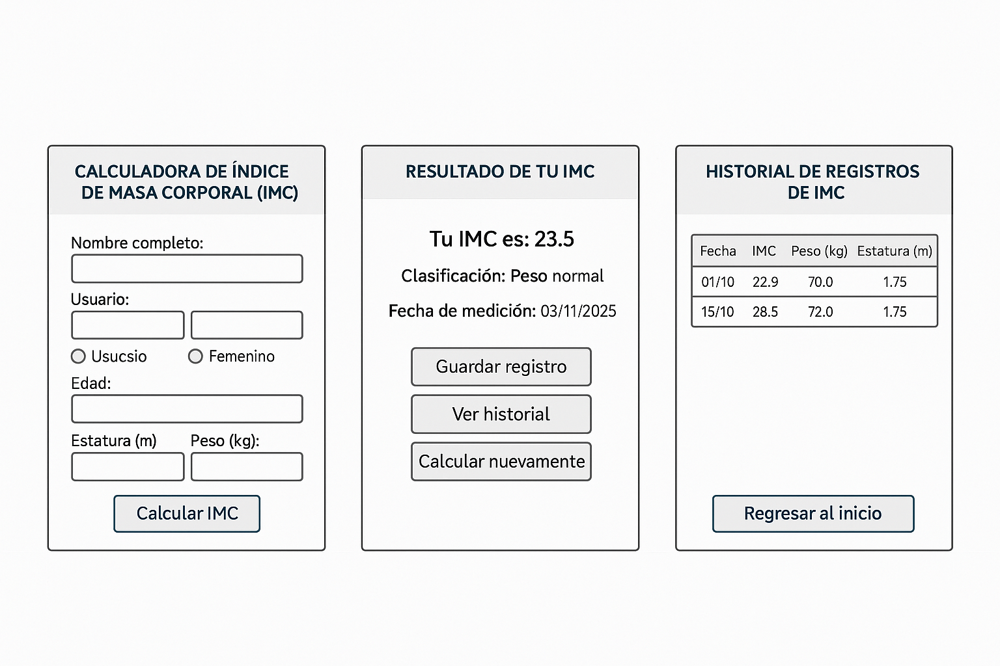 CALCULADORA DE ÍNDICE
DE MASA CORPORAL (IMC)
Nombre completo:
Usuario:
Usucsio
Femenino
Edad:
Estatura (m)
Peso (kg):
Calcular IMC
RESULTADO DE TU IMC
Tu IMC es: 23.5
Clasificación: Peso normal
Fecha de medición: 03/11/2025
Guardar registro
Ver historial
Calcular nuevamente
HISTORIAL DE REGISTROS
DE IMC
Fecha IMC Peso (kg) Estatura (m)
01/10 22.9 70.0 1.75
15/10 28.5 72.0 1.75
Regresar al inicio